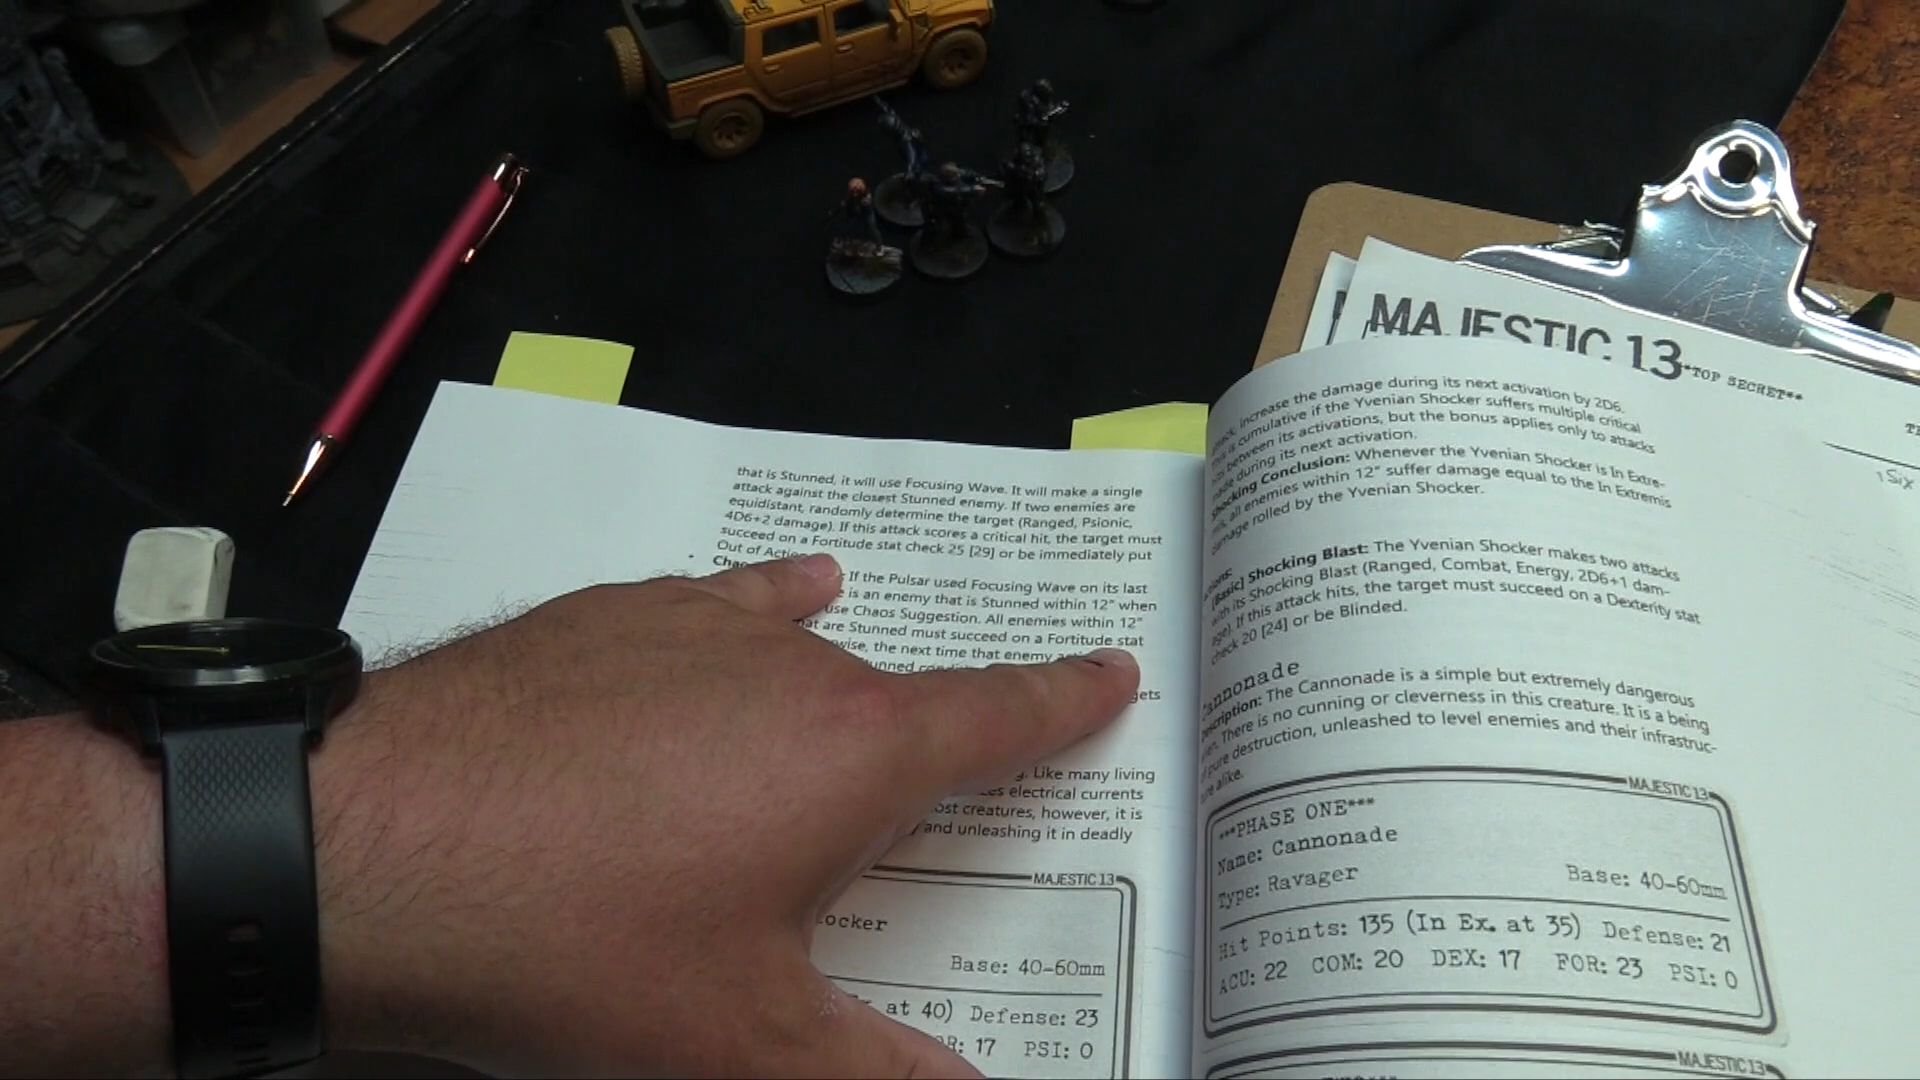 that is Stunned, it will use Focusing Wave. It will make a single
attack against the closest Stunned enemy. If two enemies are
equidistant, randomly determine the target (Ranged, Psionic,
4D6+2 damage). If this attack scores a critical hit, the target must
succeed on a Fortitude stat check 25 [29] or be immediately put
Out of Action
If the Pulsar used Focusing Wave on its last
is an enemy that is Stunned within 12" when
use Chaos Suggestion. All enemies within 12"
are Stunned must succeed on a Fortitude stat
the next time that enemy
Like many living
electrical currents
creatures, however, it is
and unleashing it in deadly
MAJESTIC 13
ocker
Base: 40-60mm
at 40) Defense: 23
17 PSI: 0
MAJESTIC 13
**TOP SECRET**
increase the damage during its next activation by 2D6.
is cumulative if the Yvenian Shocker suffers multiple critical
between its activations, but the bonus applies only to attacks
made during its next activation.
Shocking Conclusion: Whenever the Yvenian Shocker is In Extre-
mis, all enemies within 12" suffer damage equal to the In Extremis
damage rolled by the Yvenian Shocker.
[Basic] Shocking Blast: The Yvenian Shocker makes two attacks
with its Shocking Blast (Ranged, Combat, Energy, 2D6+1 dam-
age). If this attack hits, the target must succeed on a Dexterity stat
check 20 [24] or be Blinded.
Cannonade
Description: The Cannonade is a simple but extremely dangerous
alien. There is no cunning or cleverness in this creature. It is a being
of pure destruction, unleashed to level enemies and their infrastruc-
ture alike.
MAJESTIC 13
***PHASE ONE***
Name: Cannonade
Type: Ravager
Base: 40-60mm
Hit Points: 135 (In Ex. at 35) Defense: 21
ACU: 22 COM: 20 DEX: 17 FOR: 23 PSI: 0
MAJESTIC 13